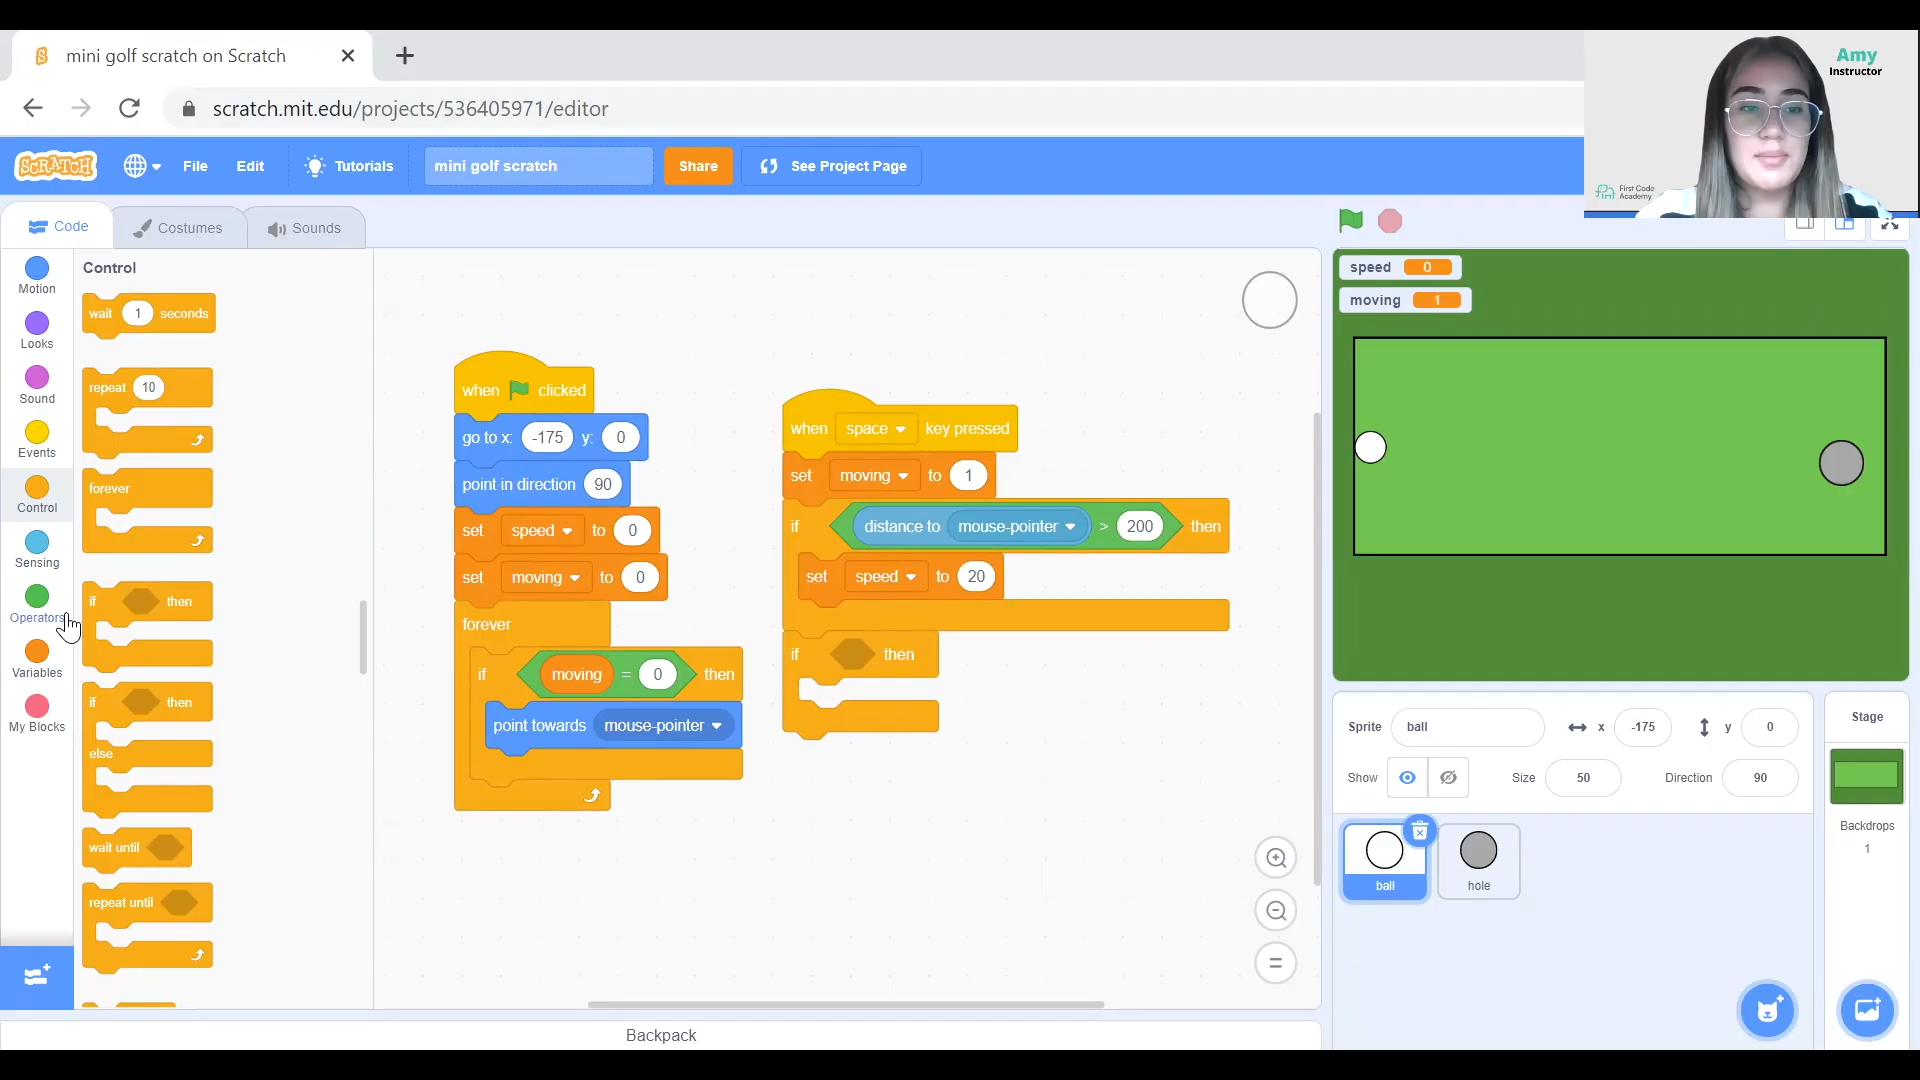 mini golf scratch on Scratch
scratch.mit.edu/projects/536405971/editor
Amy
Instructor
First Code
Academy
SCRATCH
File
Edit
Tutorials
mini golf scratch
Share
See Project Page
Code
Costumes
Sounds
Motion
Looks
Sound
Events
Control
Sensing
Operators
Variables
My Blocks
Control
wait 1 seconds
repeat 10
forever
if then
if then
else
wait until
repeat until
when clicked
go to x: -175 y: 0
point in direction 90
set speed to 0
set moving to 0
forever
if moving = 0 then
point towards mouse-pointer
when space key pressed
set moving to 1
if distance to mouse-pointer > 200 then
set speed to 20
if then
Backpack
speed 0
moving 1
Sprite ball x -175 y 0
Show Size 50 Direction 90
ball
hole
Stage
Backdrops
1